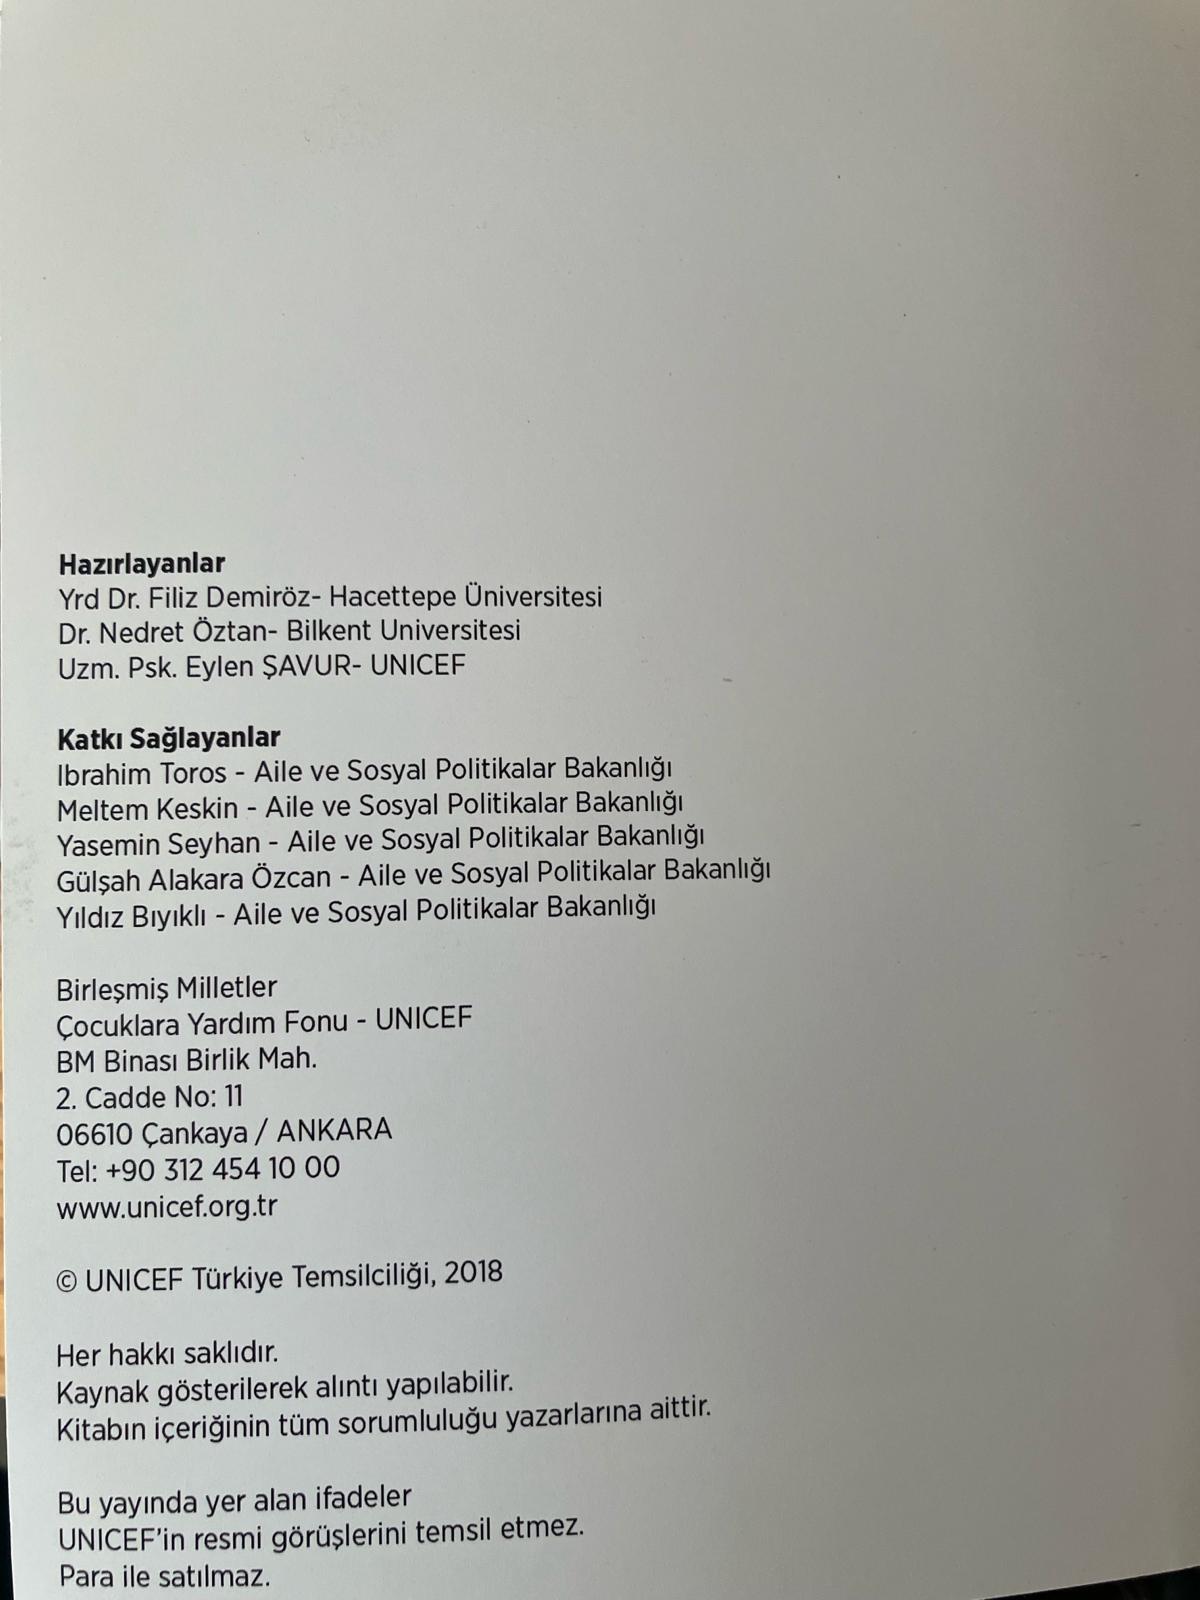 Hazırlayanlar
Yrd Dr. Filiz Demiröz- Hacettepe Üniversitesi
Dr. Nedret Öztan- Bilkent Universitesi
Uzm. Psk. Eylen ŞAVUR- UNICEF
Katkı Sağlayanlar
Ibrahim Toros - Aile ve Sosyal Politikalar Bakanlığı
Meltem Keskin - Aile ve Sosyal Politikalar Bakanlığı
Yasemin Seyhan - Aile ve Sosyal Politikalar Bakanlığı
Gülşah Alakara Özcan - Aile ve Sosyal Politikalar Bakanlığı
Yıldız Bıyıklı - Aile ve Sosyal Politikalar Bakanlığı
Birleşmiş Milletler
Çocuklara Yardım Fonu - UNICEF
BM Binası Birlik Mah.
2. Cadde No: 11
06610 Çankaya / ANKARA
Tel: +90 312 454 10 00
www.unicef.org.tr
© UNICEF Türkiye Temsilciliği, 2018
Her hakkı saklıdır.
Kaynak gösterilerek alıntı yapılabilir.
Kitabın içeriğinin tüm sorumluluğu yazarlarına aittir.
Bu yayında yer alan ifadeler
UNICEF'in resmi görüşlerini temsil etmez.
Para ile satılmaz.